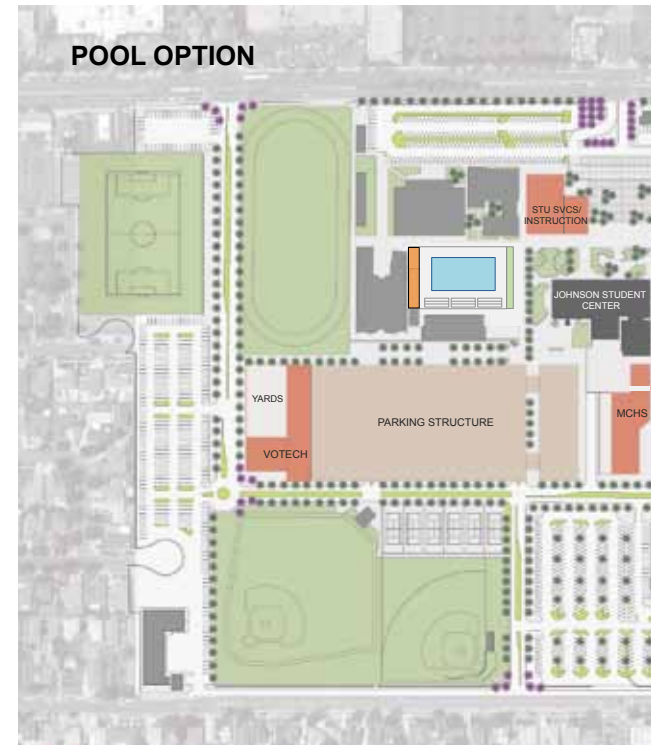 POOL OPTION
STU SVCS/
INSTRUCTION
JOHNSON STUDENT
CENTER
YARDS
PARKING STRUCTURE
MCHS
VOTECH